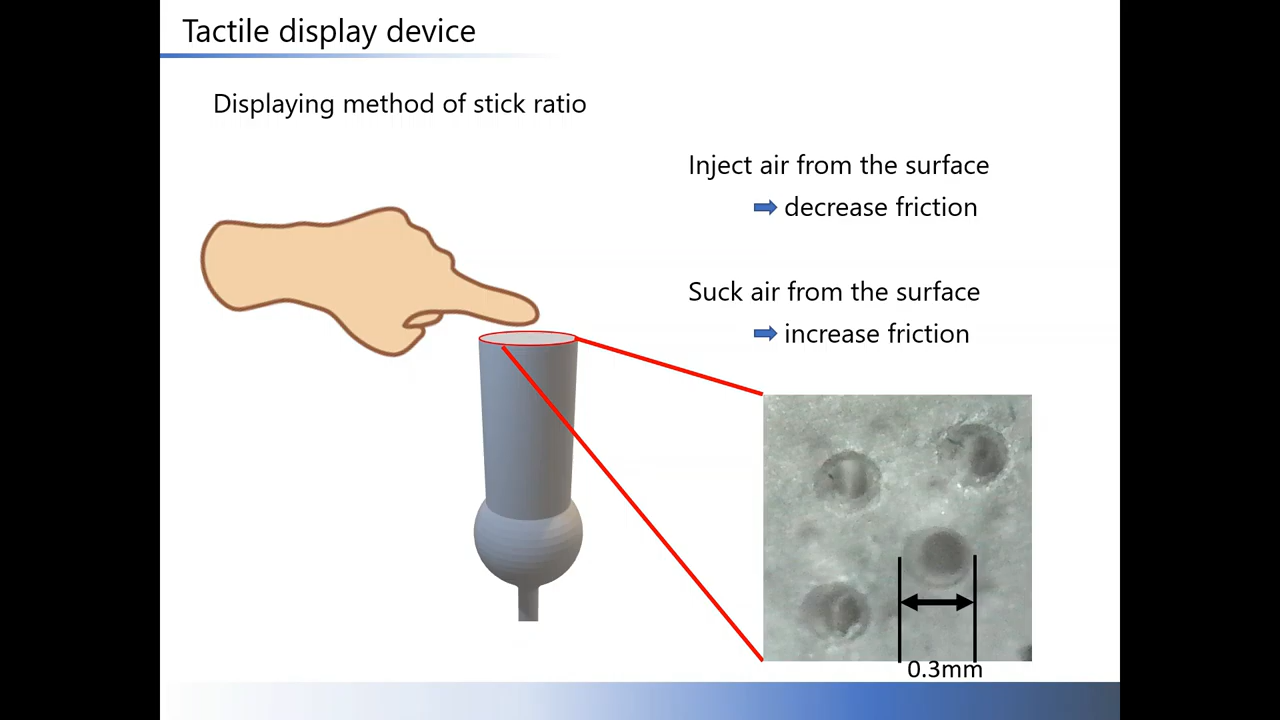 Tactile display device
Displaying method of stick ratio
Inject air from the surface
decrease friction
Suck air from the surface
increase friction
0.3mm